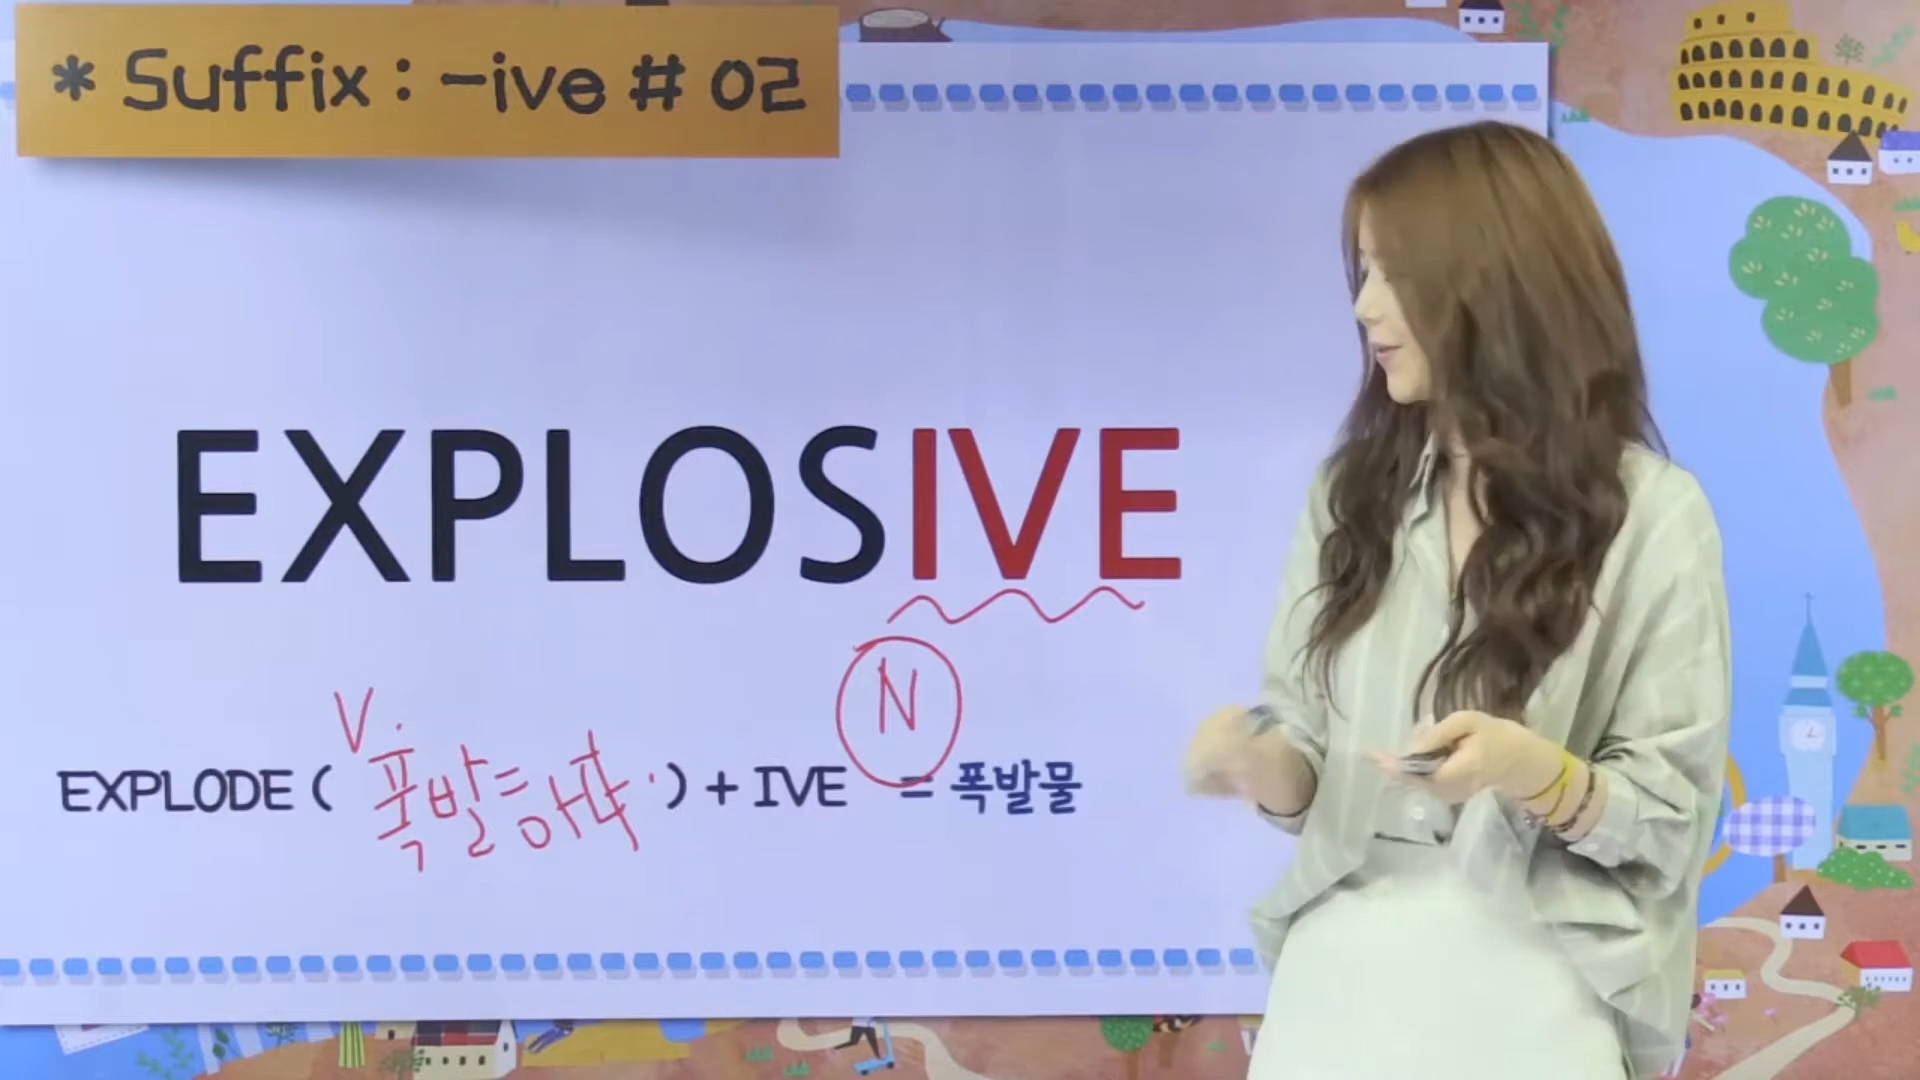 * Suffix : -ive # 02
EXPLOSIVE
N
V.
EXPLODE ( 폭발하다. ) + IVE = 폭발물